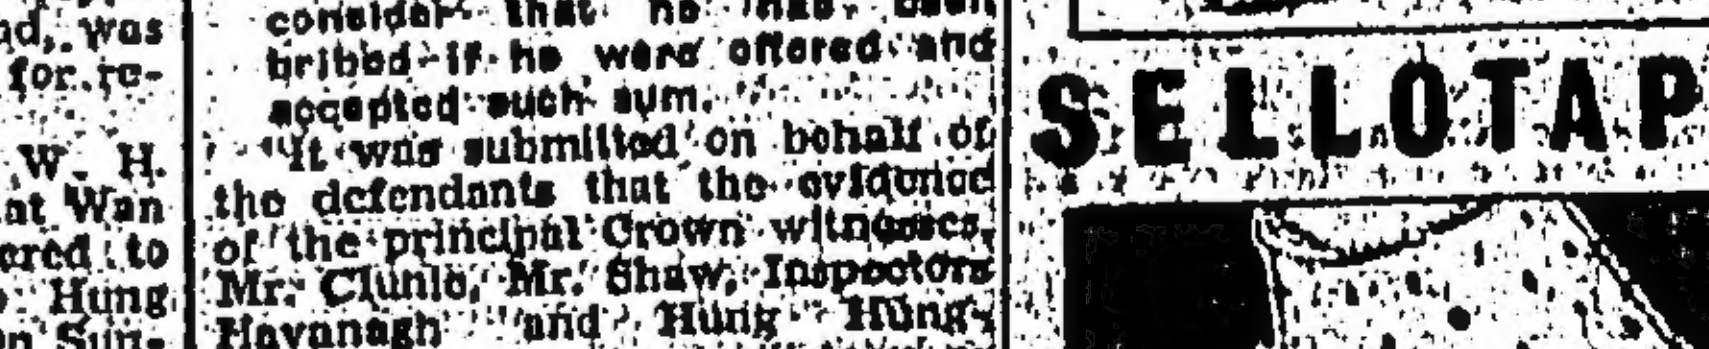 ad, was
for re-
W. H.
at Wan
ered to
Hung
n Sun-
consider that he has been
bribed if he were offered and
accepted such sum.
"It was submitted on behalf of
the defendants that the evidence
of the principal Crown witnesses,
Mr. Clunie, Mr. Shaw, Inspectors
Kavanagh and Hung Hung-
SELLOTAP